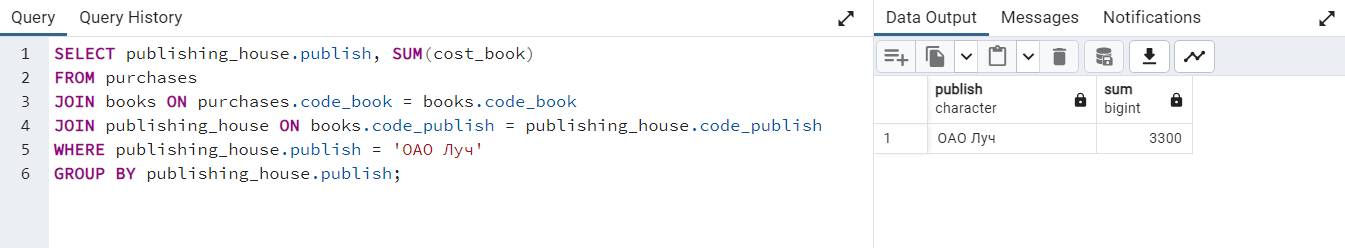 Query Query History
1 SELECT publishing_house.publish, SUM(cost_book)
2 FROM purchases
3 JOIN books ON purchases.code_book = books.code_book
4 JOIN publishing_house ON books.code_publish = publishing_house.code_publish
5 WHERE publishing_house.publish = 'ОАО Луч'
6 GROUP BY publishing_house.publish;
Data Output Messages Notifications
publish sum
character bigint
1 ОАО Луч 3300